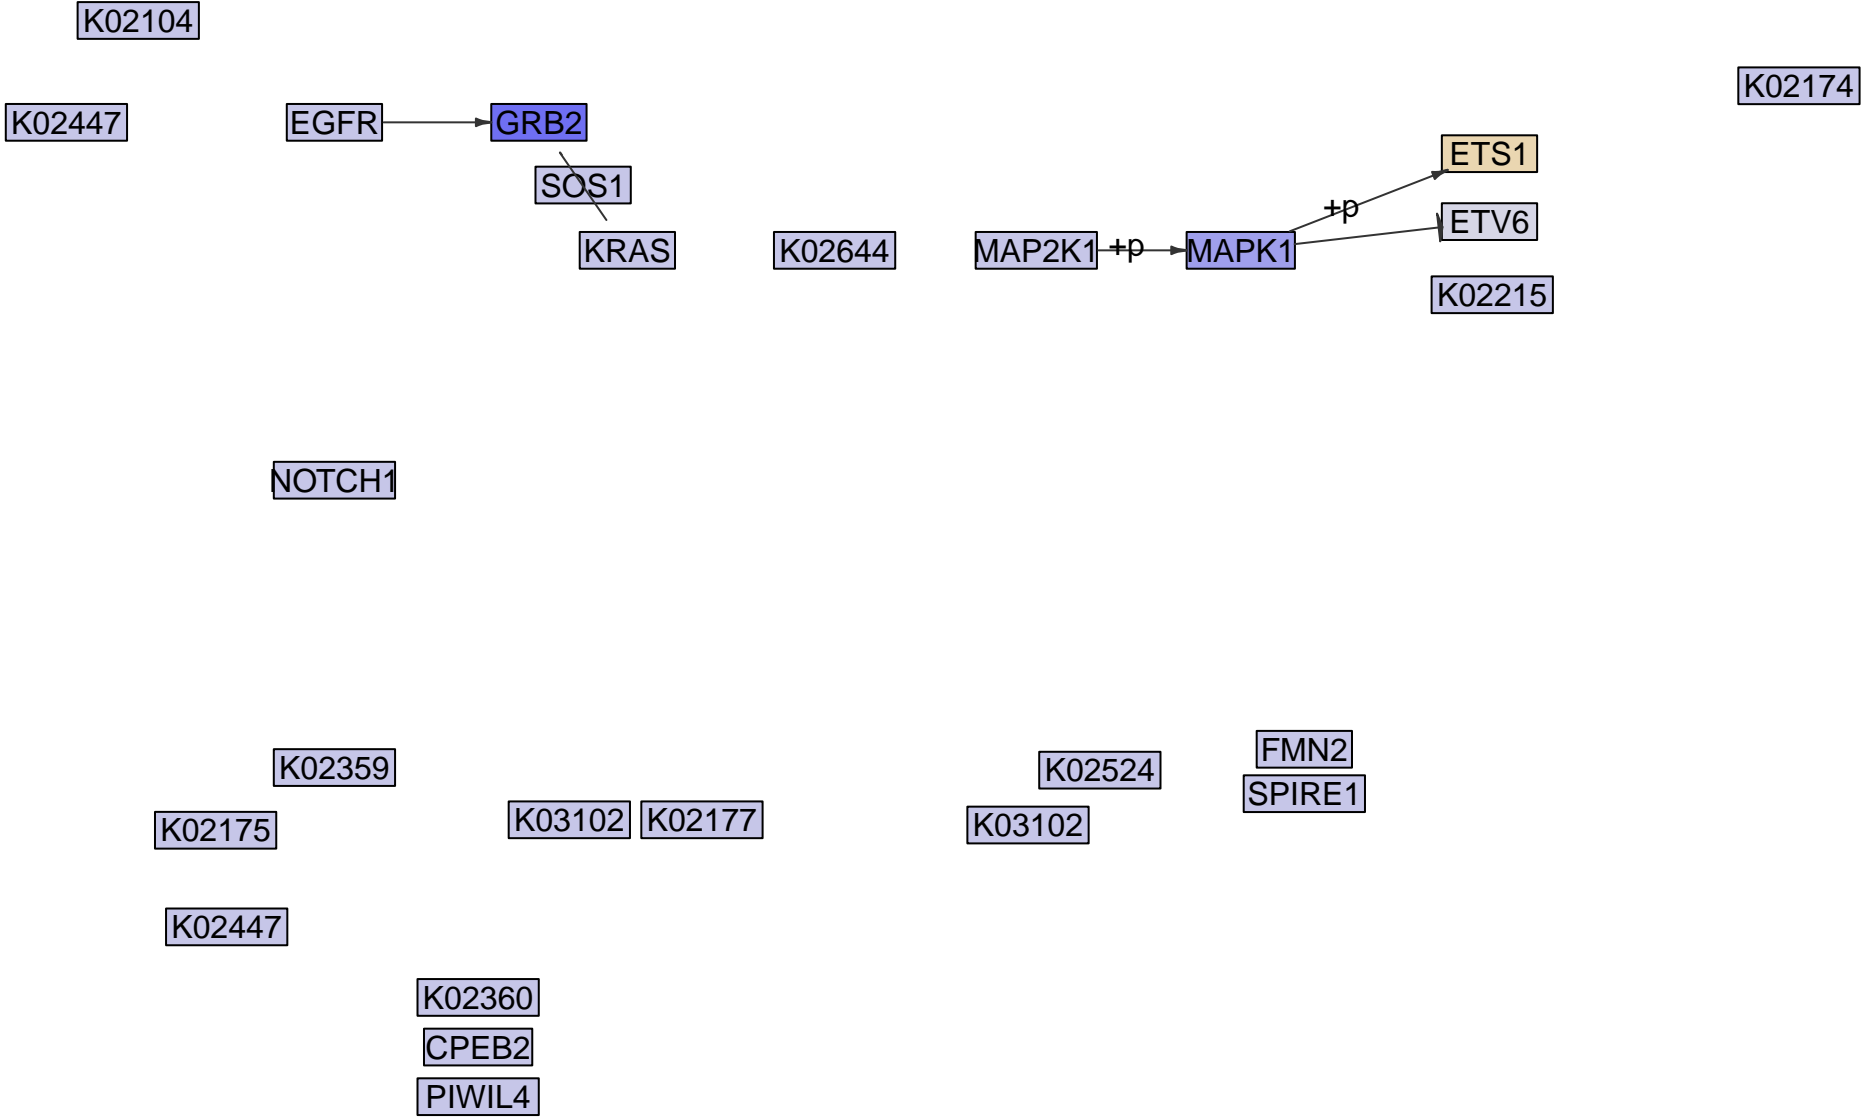 K02104
K02174
K02447
EGFR
GRB2
ETS1
SOS1
+p
ETV6
KRAS
K02644
MAP2K1
+p
MAPK1
K02215
NOTCH1
FMN2
K02359
K02524
SPIRE1
K02175
K03102
K02177
K03102
K02447
K02360
CPEB2
PIWIL4